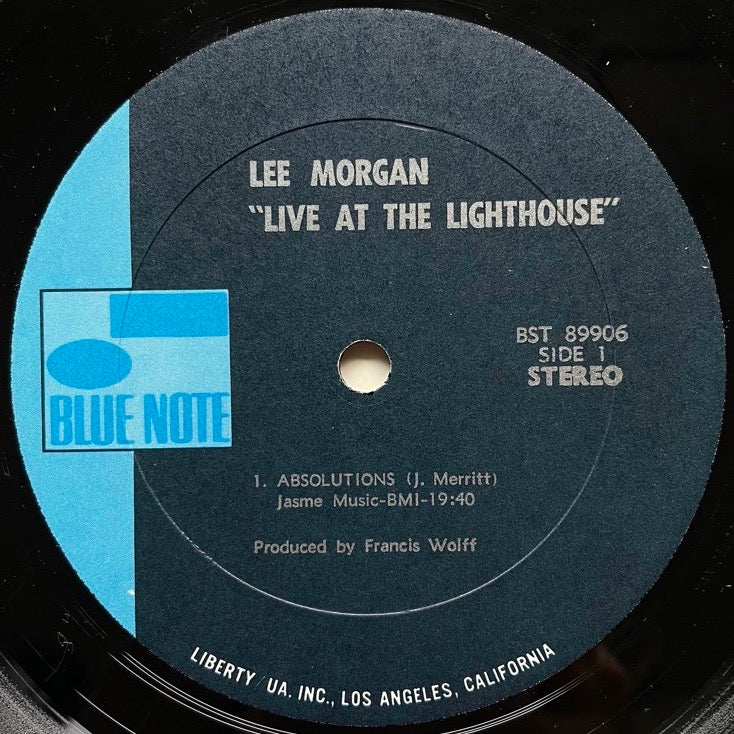 LEE MORGAN
"LIVE AT THE LIGHTHOUSE"
BST 89906
SIDE 1
STEREO
BLUE NOTE
1. ABSOLUTIONS (J. Merritt)
Jasme Music-BMI-19:40
Produced by Francis Wolff
LIBERTY UA. INC., LOS ANGELES, CALIFORNIA